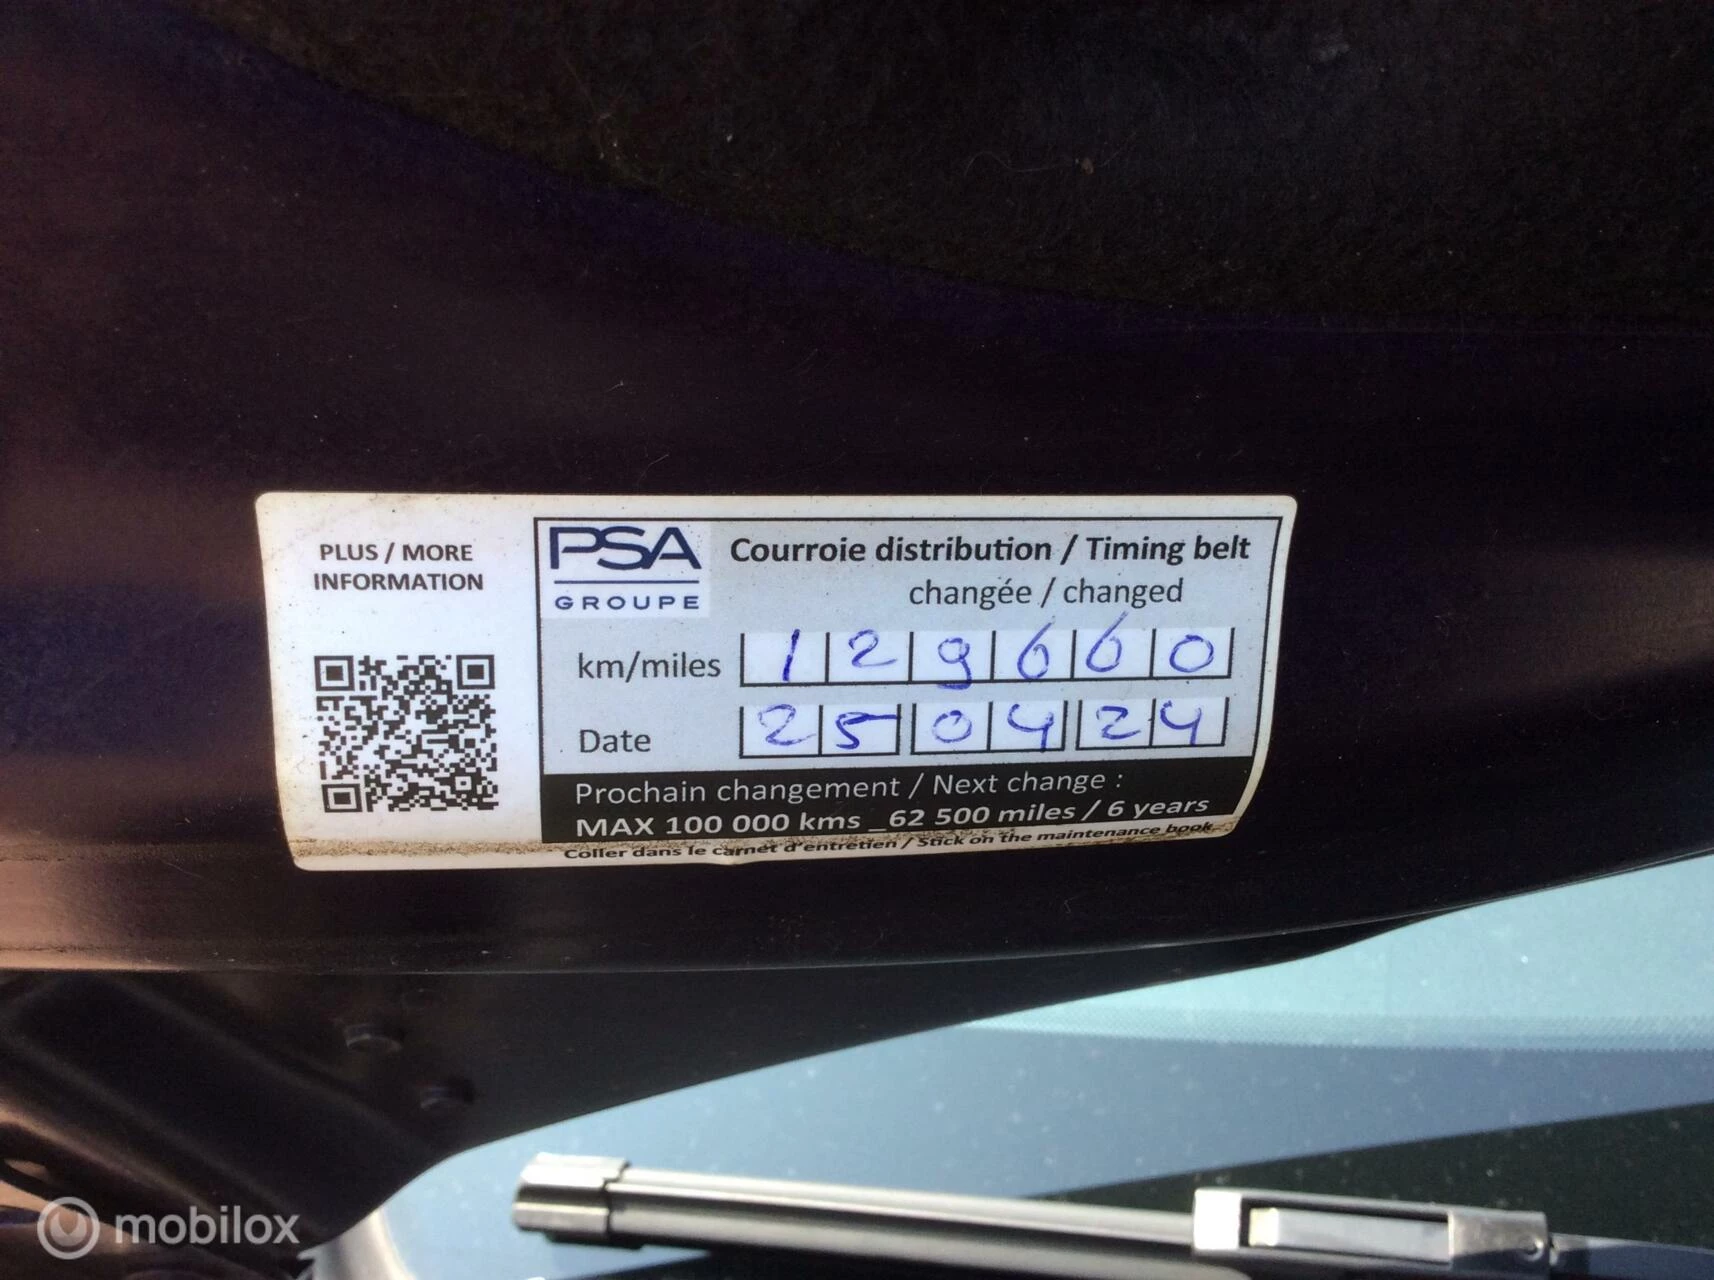 PLUS / MORE
INFORMATION
PSA
GROUPE
Courroie distribution / Timing belt
changée / changed
km/miles 129660
Date 250424
Prochain changement / Next change :
MAX 100 000 kms _ 62 500 miles / 6 years
Coller dans le carnet d'entretien / Stick on the maintenance book
mobilox